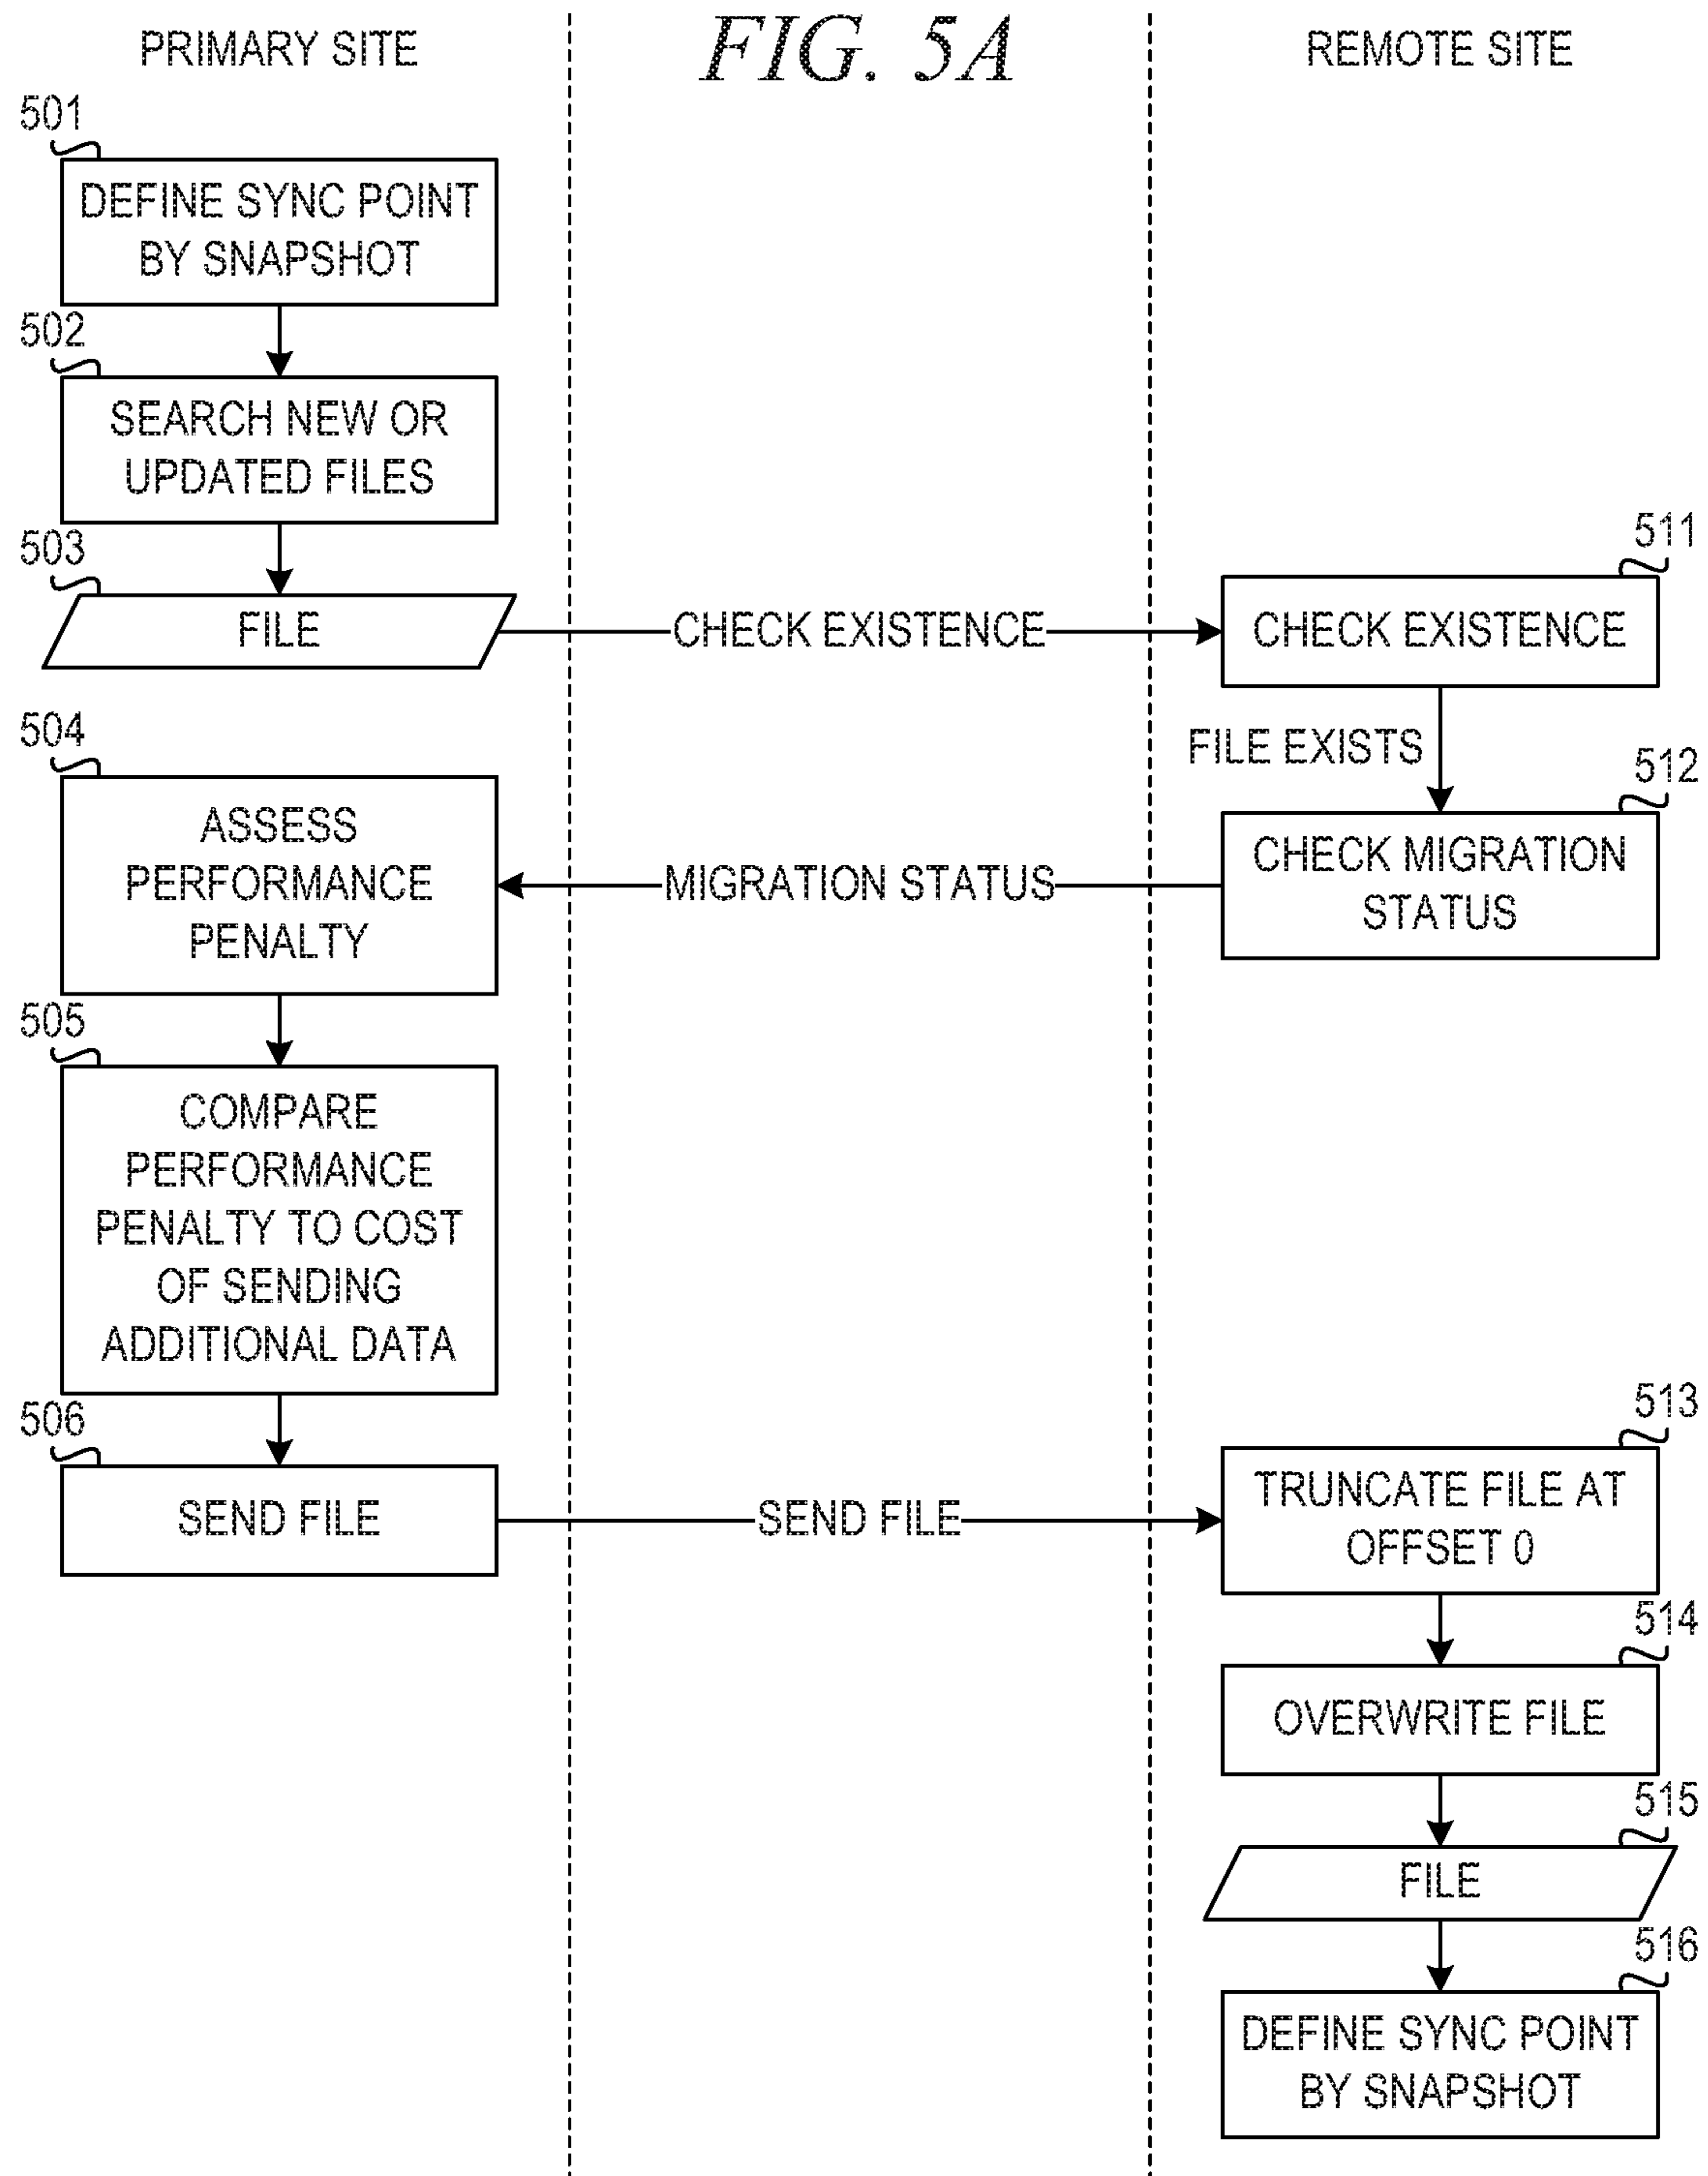 PRIMARY SITE
FIG. 5A
REMOTE SITE
501
DEFINE SYNC POINT
BY SNAPSHOT
502
SEARCH NEW OR
UPDATED FILES
503
FILE
CHECK EXISTENCE
511
CHECK EXISTENCE
FILE EXISTS
512
CHECK MIGRATION
STATUS
MIGRATION STATUS
504
ASSESS
PERFORMANCE
PENALTY
505
COMPARE
PERFORMANCE
PENALTY TO COST
OF SENDING
ADDITIONAL DATA
506
SEND FILE
SEND FILE
513
TRUNCATE FILE AT
OFFSET 0
514
OVERWRITE FILE
515
FILE
516
DEFINE SYNC POINT
BY SNAPSHOT